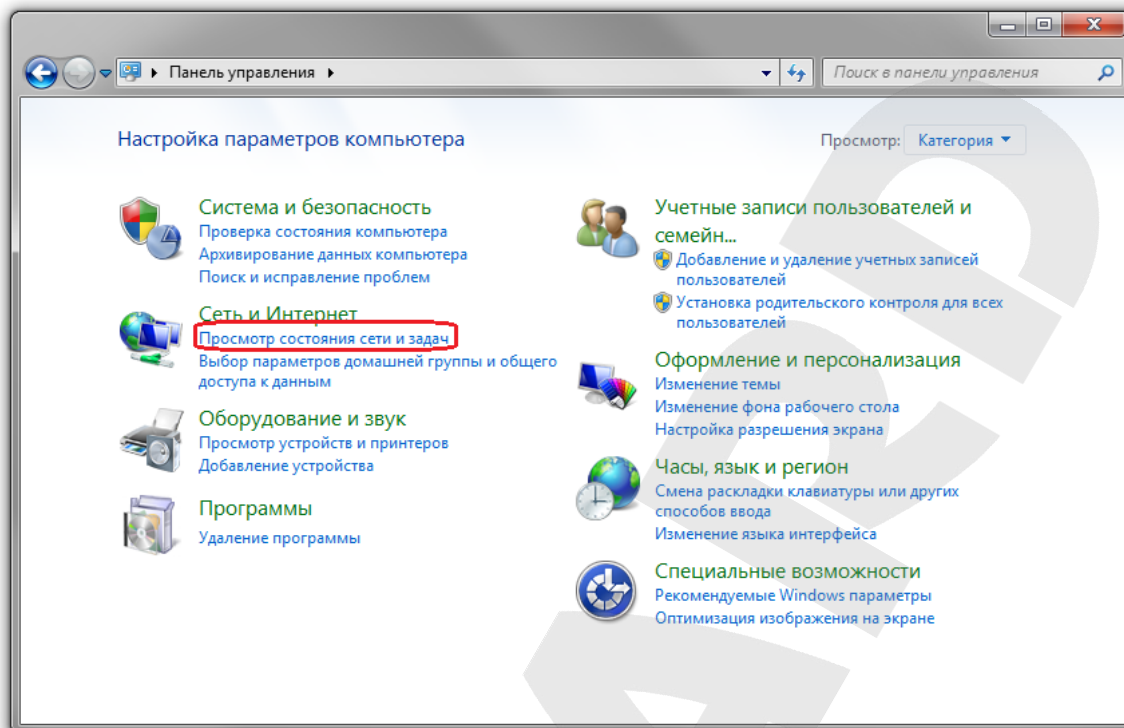 Панель управления
Поиск в панели управления
Настройка параметров компьютера
Просмотр: Категория
Система и безопасность
Проверка состояния компьютера
Архивирование данных компьютера
Поиск и исправление проблем
Сеть и Интернет
Просмотр состояния сети и задач
Выбор параметров домашней группы и общего
доступа к данным
Оборудование и звук
Просмотр устройств и принтеров
Добавление устройства
Программы
Удаление программы
Учетные записи пользователей и
семейн...
Добавление и удаление учетных записей
пользователей
Установка родительского контроля для всех
пользователей
Оформление и персонализация
Изменение темы
Изменение фона рабочего стола
Настройка разрешения экрана
Часы, язык и регион
Смена раскладки клавиатуры или других
способов ввода
Изменение языка интерфейса
Специальные возможности
Рекомендуемые Windows параметры
Оптимизация изображения на экране
ARD